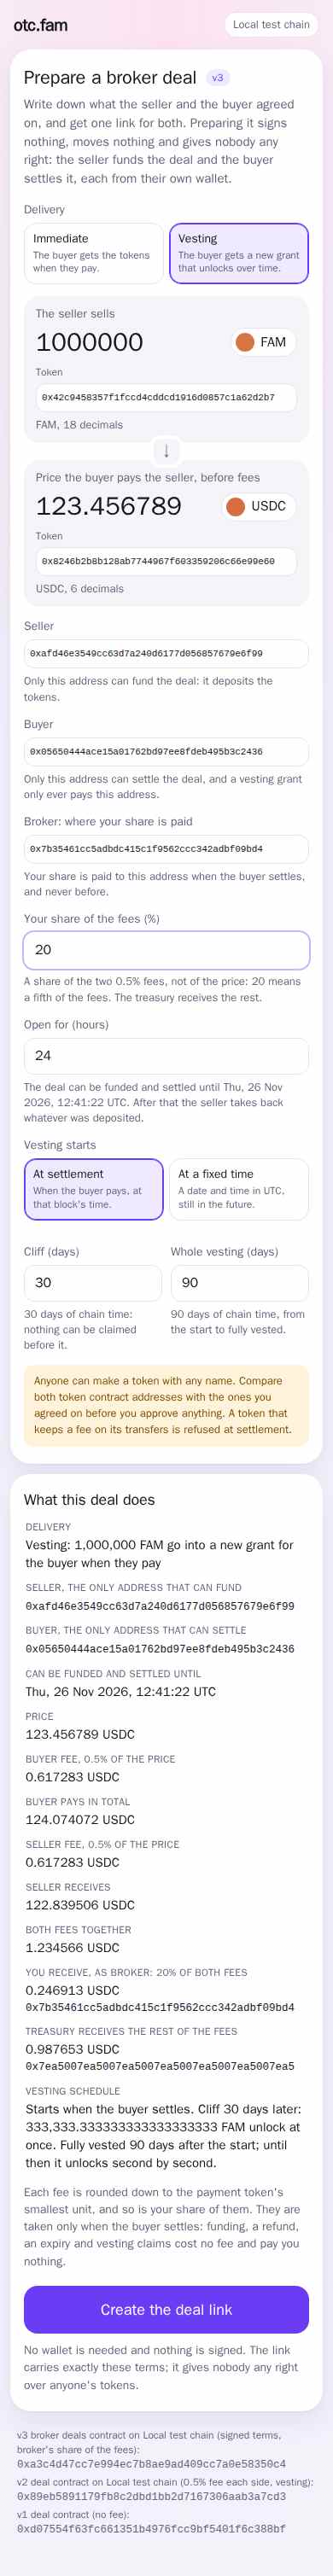 otc.fam
Local test chain
Prepare a broker deal v3
Write down what the seller and the buyer agreed
on, and get one link for both. Preparing it signs
nothing, moves nothing and gives nobody any
right: the seller funds the deal and the buyer
settles it, each from their own wallet.
Delivery
Immediate
The buyer gets the tokens
when they pay.
Vesting
The buyer gets a new grant
that unlocks over time.
The seller sells
1000000
FAM
Token
0x42c9458357f1fccd4cddcd1916d0857c1a62d2b7
FAM, 18 decimals
↓
Price the buyer pays the seller, before fees
123.456789
USDC
Token
0x8246b2b8b128ab7744967f603359206c66e99e60
USDC, 6 decimals
Seller
0xafd46e3549cc63d7a240d6177d056857679e6f99
Only this address can fund the deal: it deposits the
tokens.
Buyer
0x05650444ace15a01762bd97ee8fdeb495b3c2436
Only this address can settle the deal, and a vesting grant
only ever pays this address.
Broker: where your share is paid
0x7b35461cc5adbdc415c1f9562ccc342adbf09bd4
Your share is paid to this address when the buyer settles,
and never before.
Your share of the fees (%)
20
A share of the two 0.5% fees, not of the price: 20 means
a fifth of the fees. The treasury receives the rest.
Open for (hours)
24
The deal can be funded and settled until Thu, 26 Nov
2026, 12:41:22 UTC. After that the seller takes back
whatever was deposited.
Vesting starts
At settlement
When the buyer pays, at
that block's time.
At a fixed time
A date and time in UTC,
still in the future.
Cliff (days)
30
30 days of chain time:
nothing can be claimed
before it.
Whole vesting (days)
90
90 days of chain time, from
the start to fully vested.
Anyone can make a token with any name. Compare
both token contract addresses with the ones you
agreed on before you approve anything. A token that
keeps a fee on its transfers is refused at settlement.
What this deal does
DELIVERY
Vesting: 1,000,000 FAM go into a new grant for
the buyer when they pay
SELLER, THE ONLY ADDRESS THAT CAN FUND
0xafd46e3549cc63d7a240d6177d056857679e6f99
BUYER, THE ONLY ADDRESS THAT CAN SETTLE
0x05650444ace15a01762bd97ee8fdeb495b3c2436
CAN BE FUNDED AND SETTLED UNTIL
Thu, 26 Nov 2026, 12:41:22 UTC
PRICE
123.456789 USDC
BUYER FEE, 0.5% OF THE PRICE
0.617283 USDC
BUYER PAYS IN TOTAL
124.074072 USDC
SELLER FEE, 0.5% OF THE PRICE
0.617283 USDC
SELLER RECEIVES
122.839506 USDC
BOTH FEES TOGETHER
1.234566 USDC
YOU RECEIVE, AS BROKER: 20% OF BOTH FEES
0.246913 USDC
0x7b35461cc5adbdc415c1f9562ccc342adbf09bd4
TREASURY RECEIVES THE REST OF THE FEES
0.987653 USDC
0x7ea5007ea5007ea5007ea5007ea5007ea5007ea5
VESTING SCHEDULE
Starts when the buyer settles. Cliff 30 days later:
333,333.333333333333333333 FAM unlock at
once. Fully vested 90 days after the start; until
then it unlocks second by second.
Each fee is rounded down to the payment token's
smallest unit, and so is your share of them. They are
taken only when the buyer settles: funding, a refund,
an expiry and vesting claims cost no fee and pay you
nothing.
Create the deal link
No wallet is needed and nothing is signed. The link
carries exactly these terms; it gives nobody any right
over anyone's tokens.
v3 broker deals contract on Local test chain (signed terms,
broker's share of the fees):
0xa3c4d47cc7e994ec7b8ae9ad409cc7a0e58350c4
v2 deal contract on Local test chain (0.5% fee each side, vesting):
0x89eb5891179fb8c2dbd1bb2d7167306aab3a7cd3
v1 deal contract (no fee):
0xd07554f63fc661351b4976fcc9bf5401f6c388bf